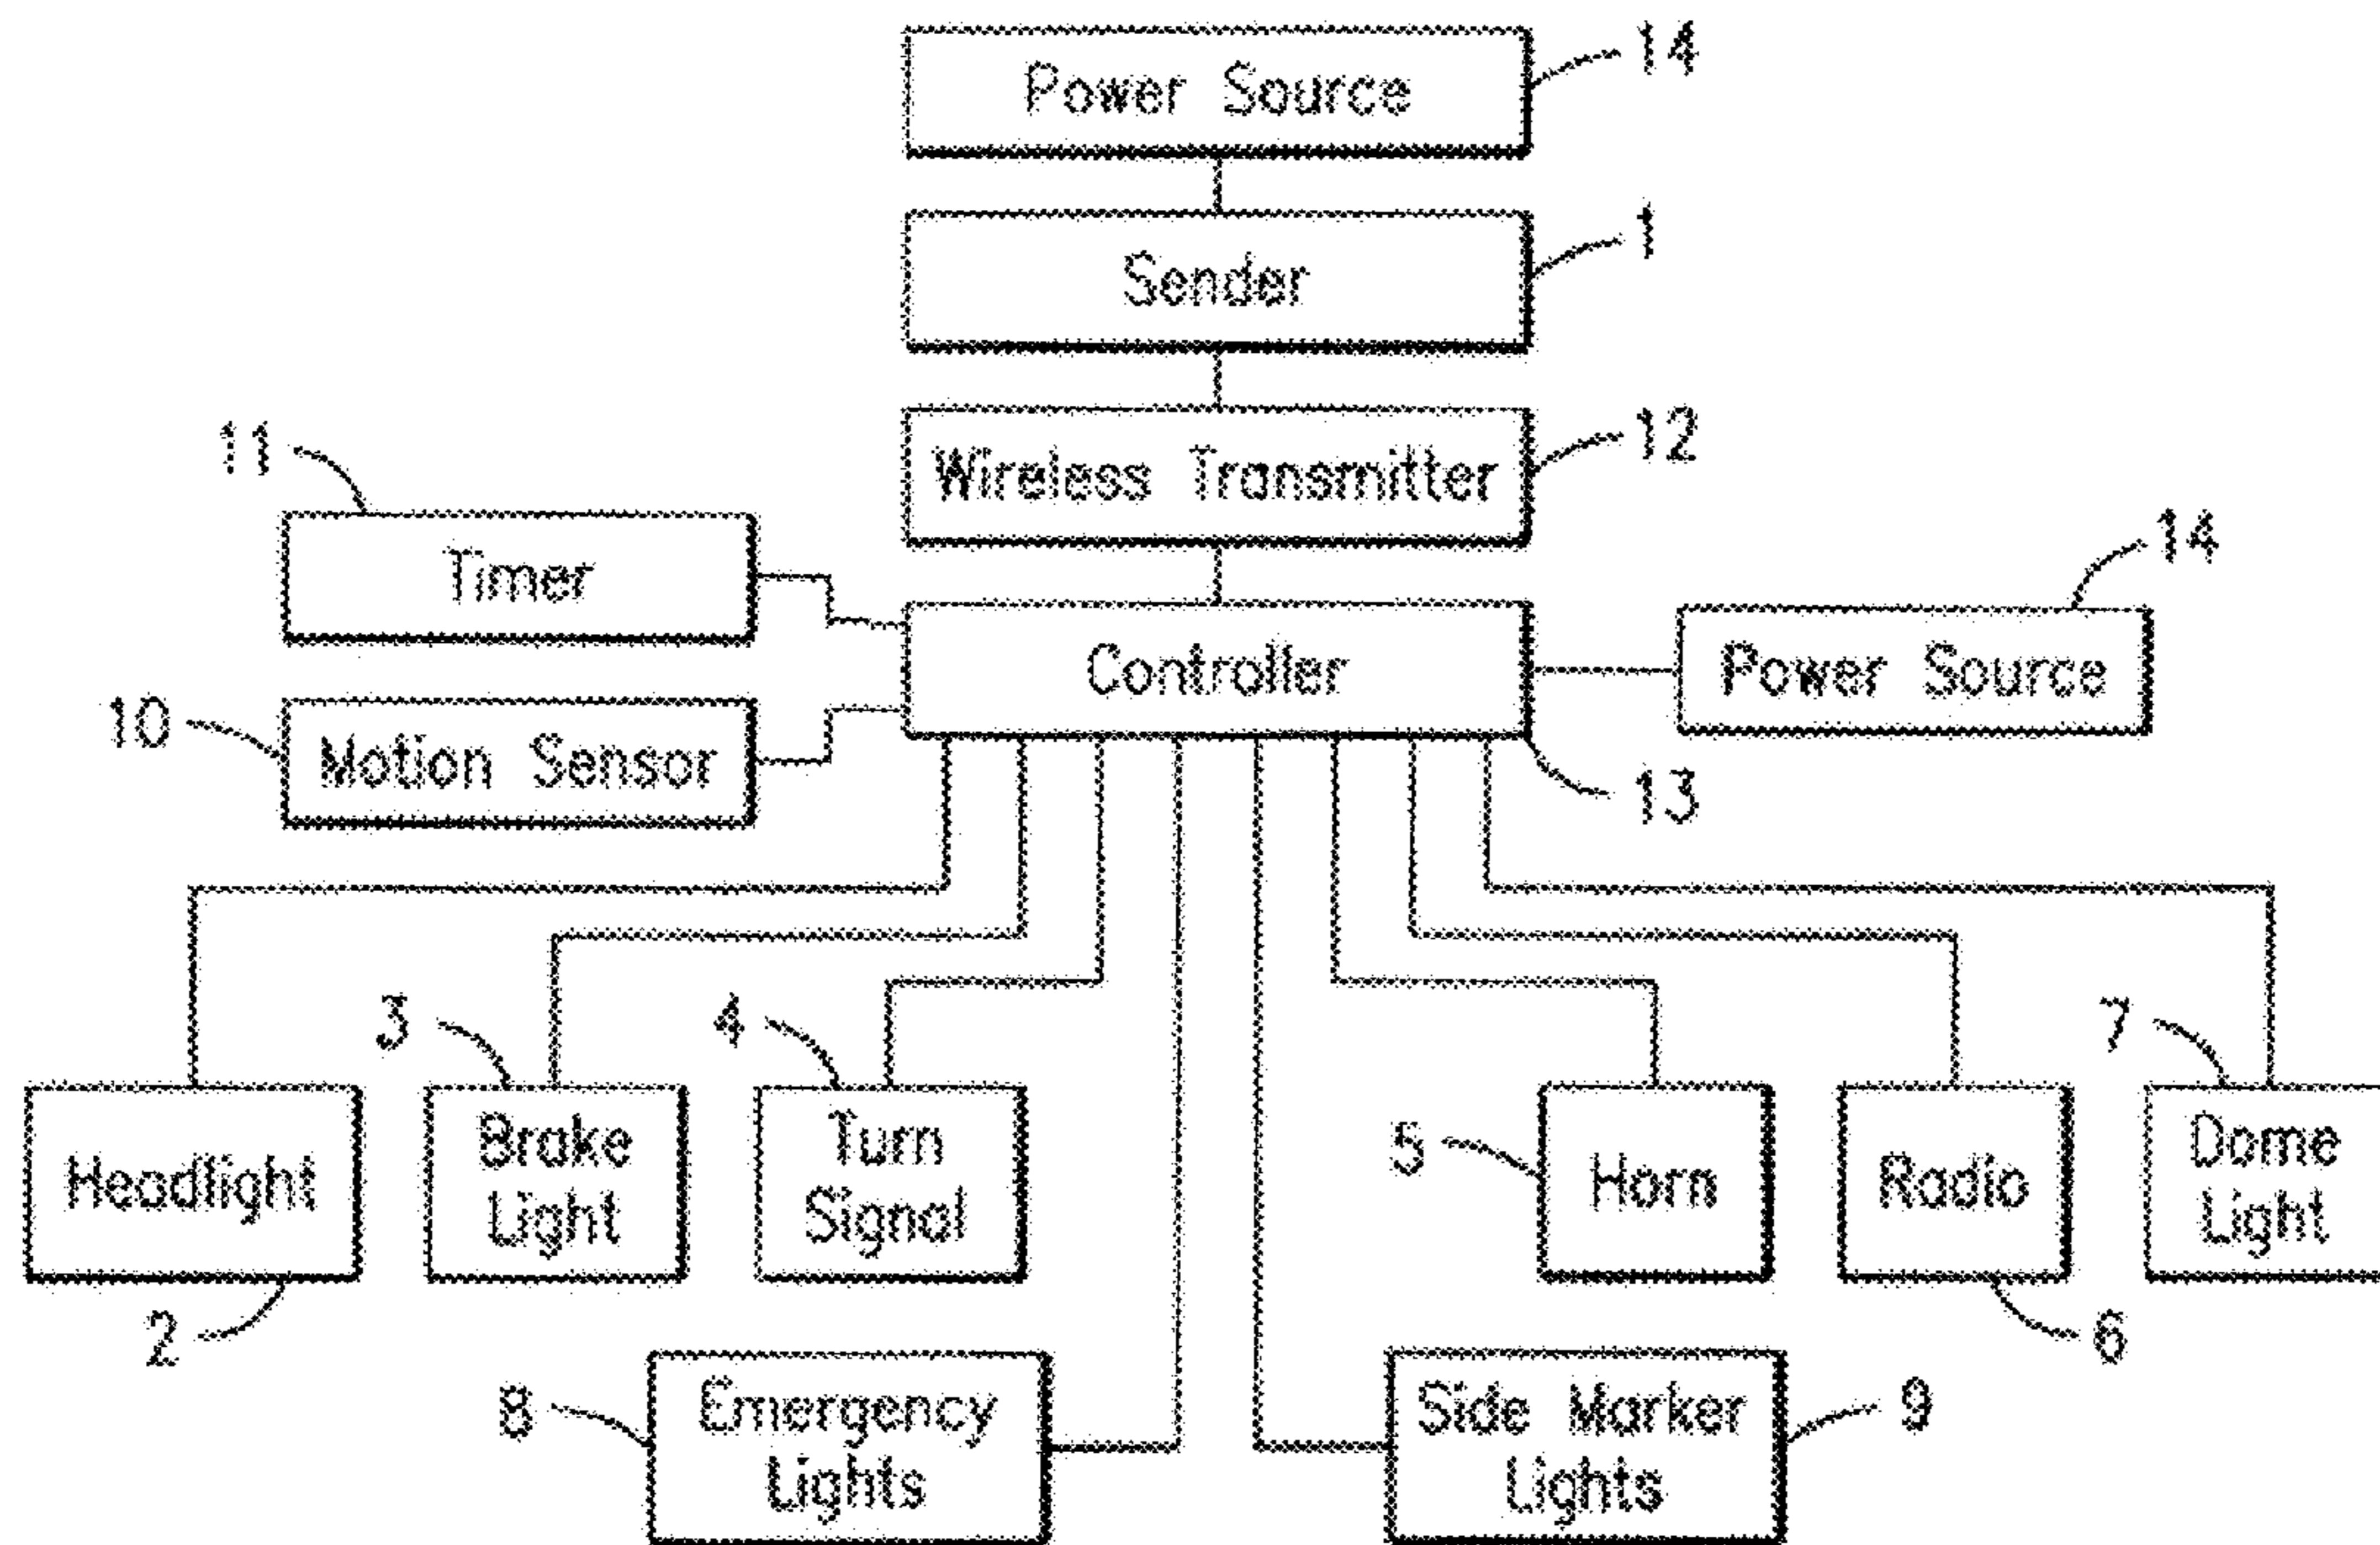 Power Source
14
Sender
1
Wireless Transmitter
12
11
Timer
14
Controller
Power Source
10
Motion Sensor
13
3
4
7
Headlight
Brake
Light
Turn
Signal
5
Horn
Radio
Dome
Light
2
6
8
Emergency
Lights
Side Marker
Lights
9